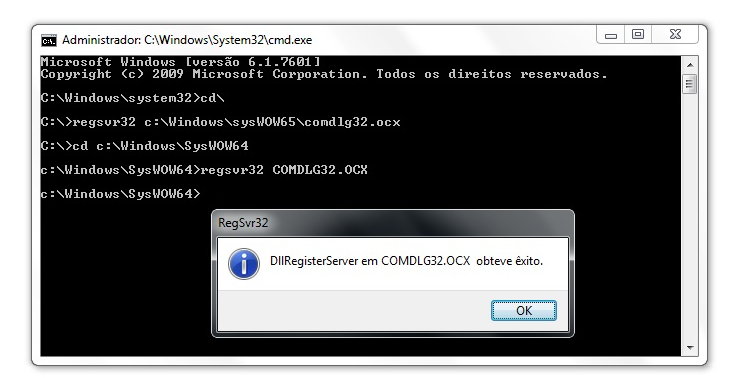 Administrador: C:\Windows\System32\cmd.exe
Microsoft Windows [versão 6.1.7601]
Copyright (c) 2009 Microsoft Corporation. Todos os direitos reservados.
C:\Windows\system32>cd\
C:\>regsvr32 c:\Windows\sysWOW65\comdlg32.ocx
C:\>cd c:\Windows\SysWOW64
c:\Windows\SysWOW64>regsvr32 COMDLG32.OCX
c:\Windows\SysWOW64>
RegSvr32
DllRegisterServer em COMDLG32.OCX obteve êxito.
OK